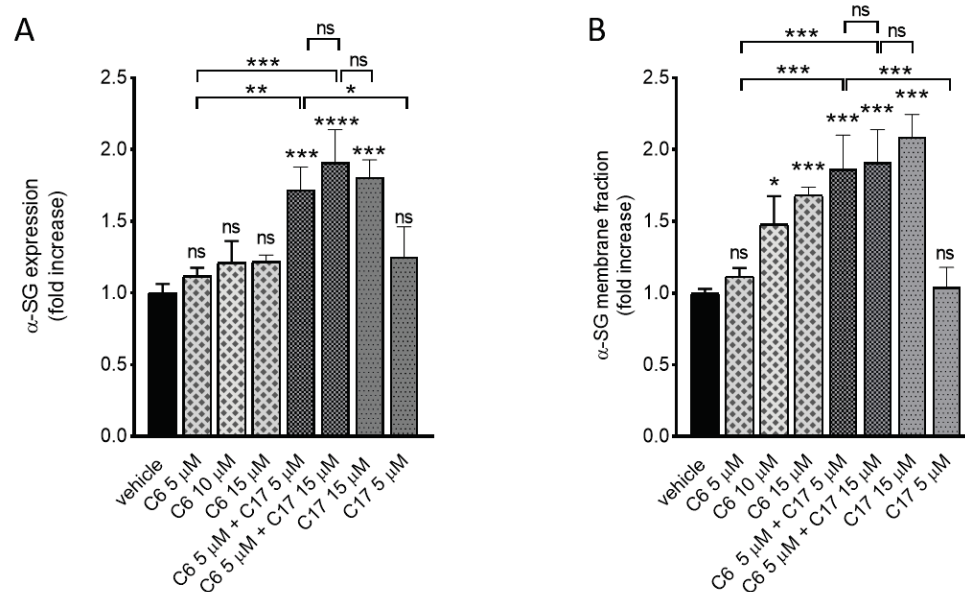 A
α-SG expression
(fold increase)
2.5
2.0
1.5
1.0
0.5
0.0
ns
***
ns
**
*
ns
ns
ns
***
****
***
ns
vehicle
C6 5 μM
C6 10 μM
C6 15 μM
C6 5 μM + C17 5 μM
C6 5 μM + C17 15 μM
C17 15 μM
C17 5 μM
B
α-SG membrane fraction
(fold increase)
2.5
2.0
1.5
1.0
0.5
0.0
ns
***
ns
***
***
ns
*
***
***
***
***
ns
vehicle
C6 5 μM
C6 10 μM
C6 15 μM
C6 5 μM + C17 5 μM
C6 5 μM + C17 15 μM
C17 15 μM
C17 5 μM